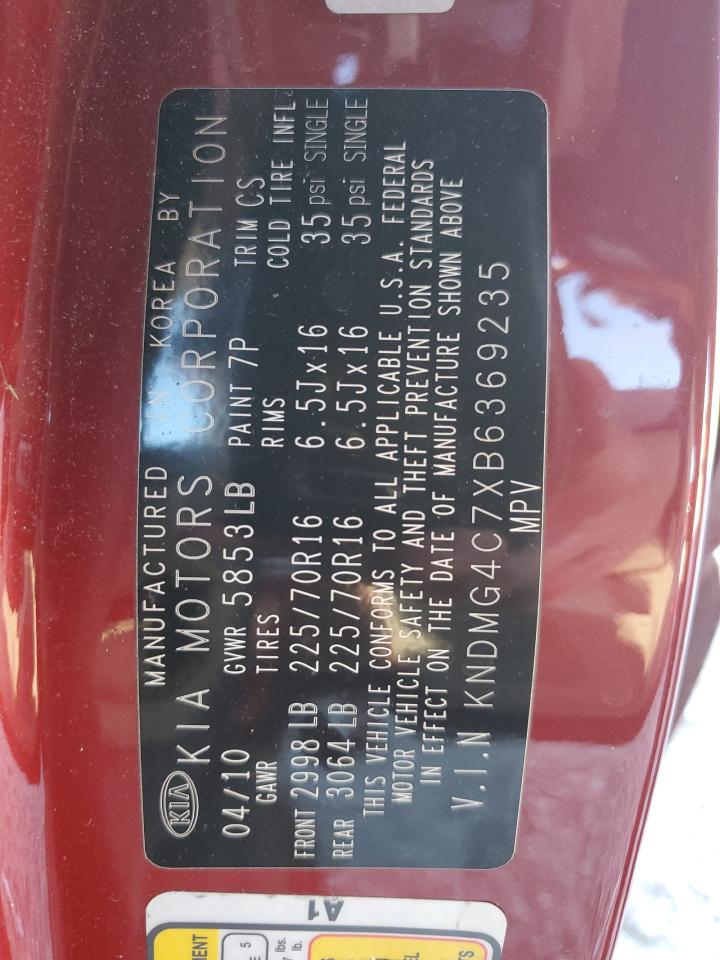 MANUFACTURED IN KOREA BY
KIA KIA MOTORS CORPORATION
04/10 GVWR 5853LB PAINT 7P TRIM CS
GAWR TIRES RIMS COLD TIRE INFL
FRONT 2998 LB 225/70R16 6.5Jx16 35 psi SINGLE
REAR 3064 LB 225/70R16 6.5Jx16 35 psi SINGLE
THIS VEHICLE CONFORMS TO ALL APPLICABLE U.S.A. FEDERAL
MOTOR VEHICLE SAFETY AND THEFT PREVENTION STANDARDS
IN EFFECT ON THE DATE OF MANUFACTURE SHOWN ABOVE
V.I.N KNDMG4C7XB6369235
MPV
A1
5
lbs.
lb.